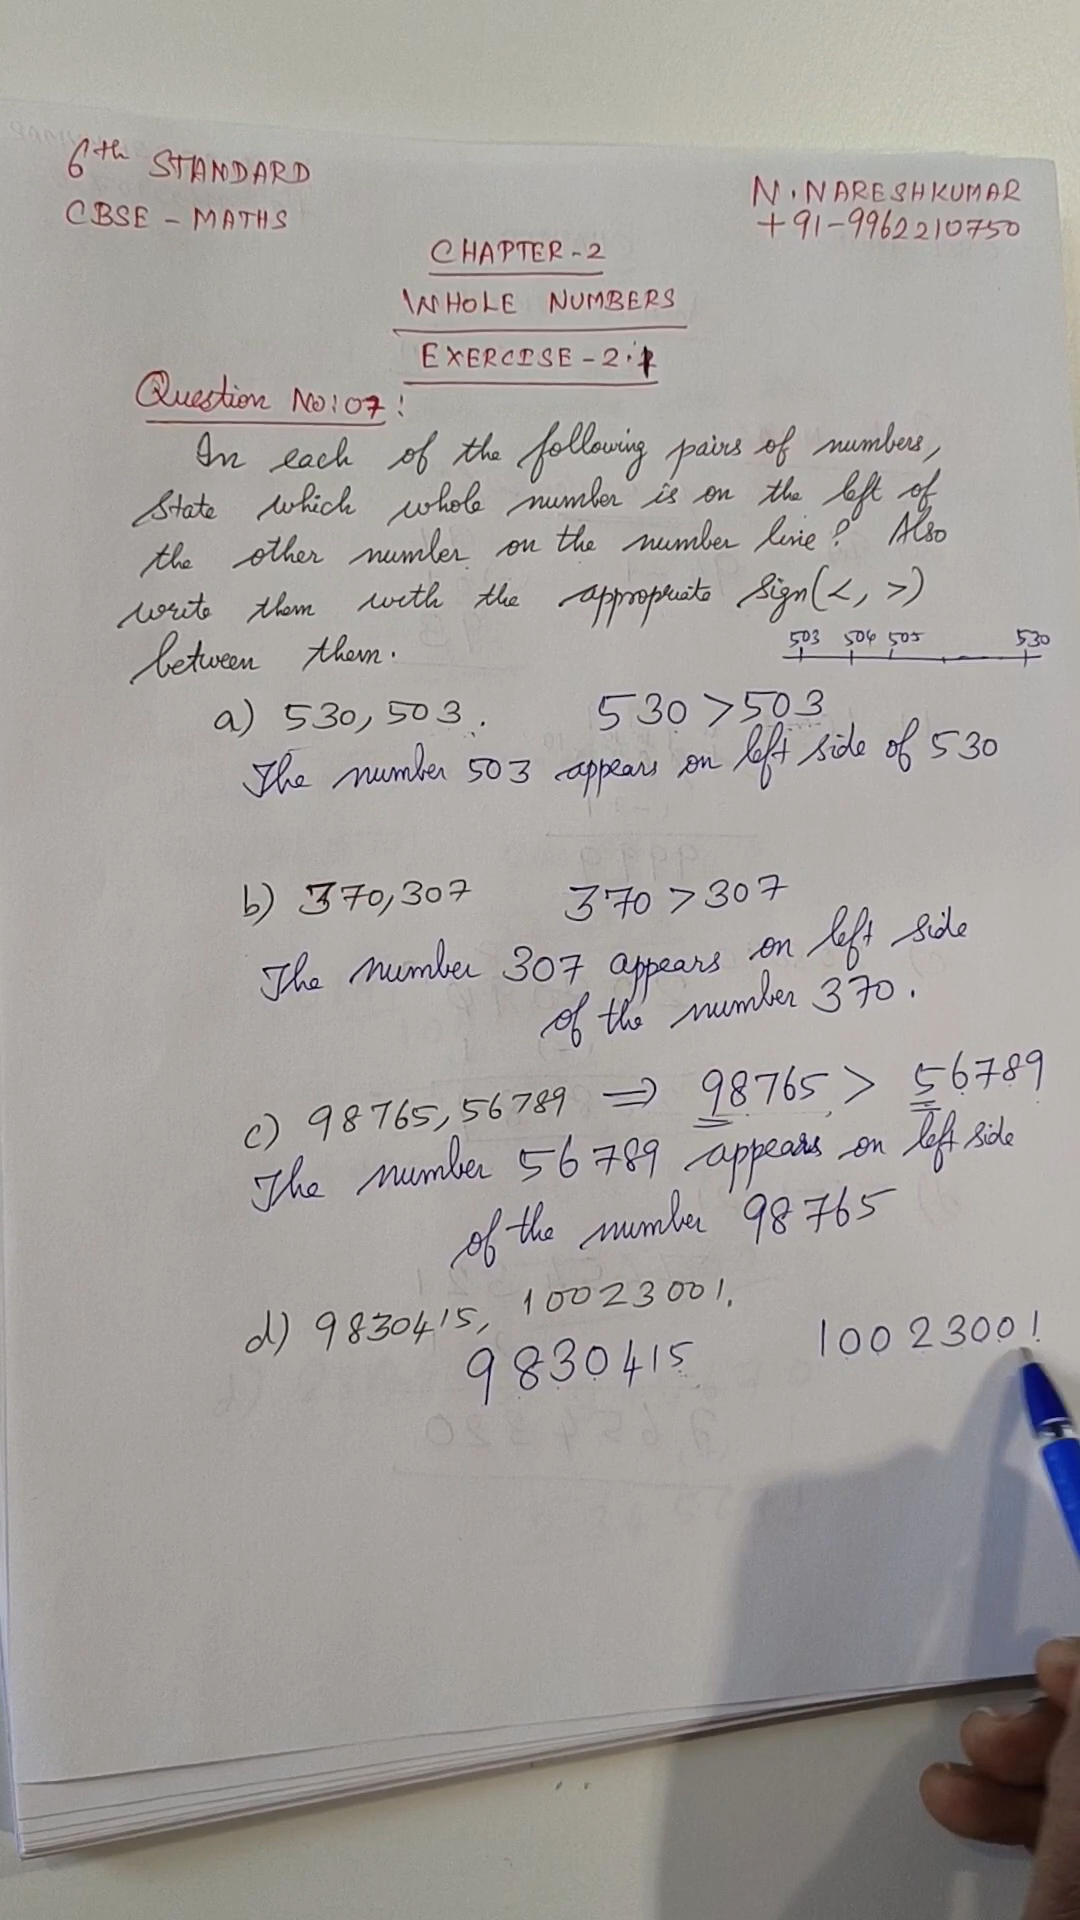 6th STANDARD
CBSE - MATHS
N. NARESHKUMAR
+91-9962210750
CHAPTER-2
WHOLE NUMBERS
EXERCISE-2.1
Question No:07:
In each of the following pairs of numbers,
State which whole number is on the left of
the other number on the number line? Also
write them with the appropriate sign(<, >)
between them.
503 504 505 530
a) 530, 503. 530 > 503
The number 503 appears on left side of 530
b) 370, 307 370 > 307
The number 307 appears on left side
of the number 370.
c) 98765, 56789 ⇒ 98765 > 56789
The number 56789 appears on left side
of the number 98765
d) 9830415, 10023001.
9830415 10023001